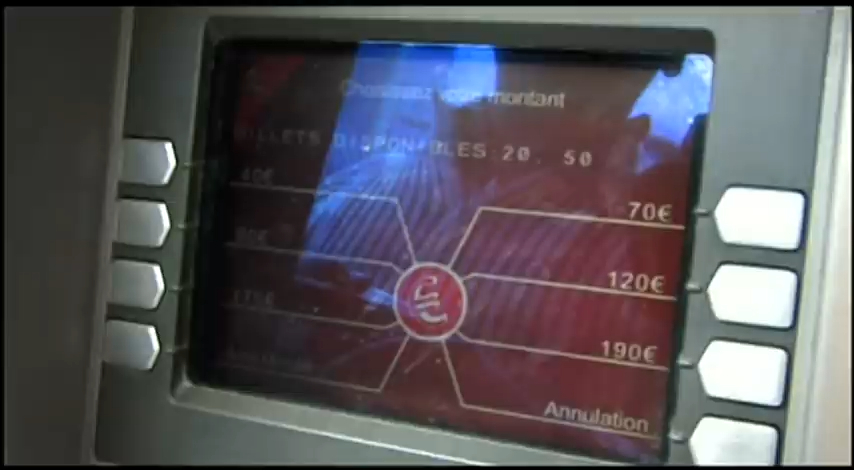 Choisissez votre montant
BILLETS DISPONIBLES:20. 50
40€
70€
120€
190€
Annulation